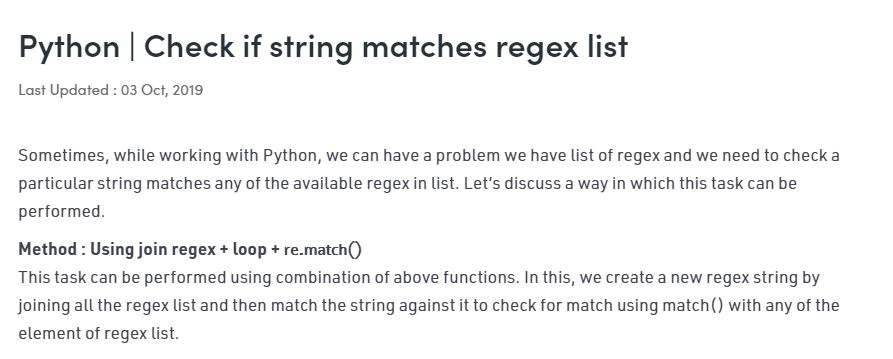 Python | Check if string matches regex list
Last Updated : 03 Oct, 2019
Sometimes, while working with Python, we can have a problem we have list of regex and we need to check a
particular string matches any of the available regex in list. Let’s discuss a way in which this task can be
performed.
Method : Using join regex + loop + re.match()
This task can be performed using combination of above functions. In this, we create a new regex string by
joining all the regex list and then match the string against it to check for match using match() with any of the
element of regex list.